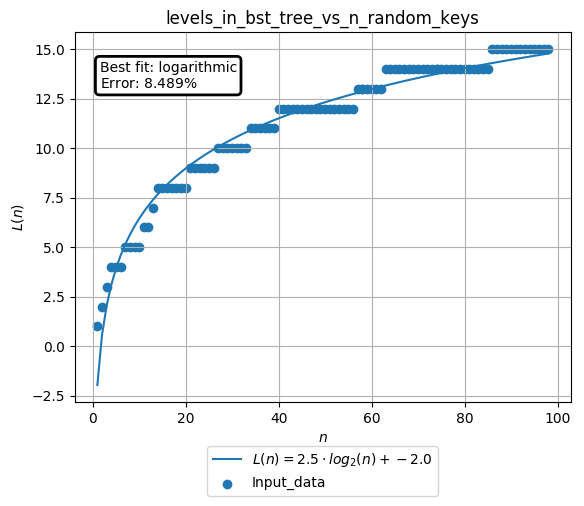 levels_in_bst_tree_vs_n_random_keys
15.0
12.5
10.0
7.5
5.0
2.5
0.0
−2.5
L(n)
Best fit: logarithmic
Error: 8.489%
0 20 40 60 80 100
n
L(n) = 2.5 · log₂(n) + − 2.0
Input_data